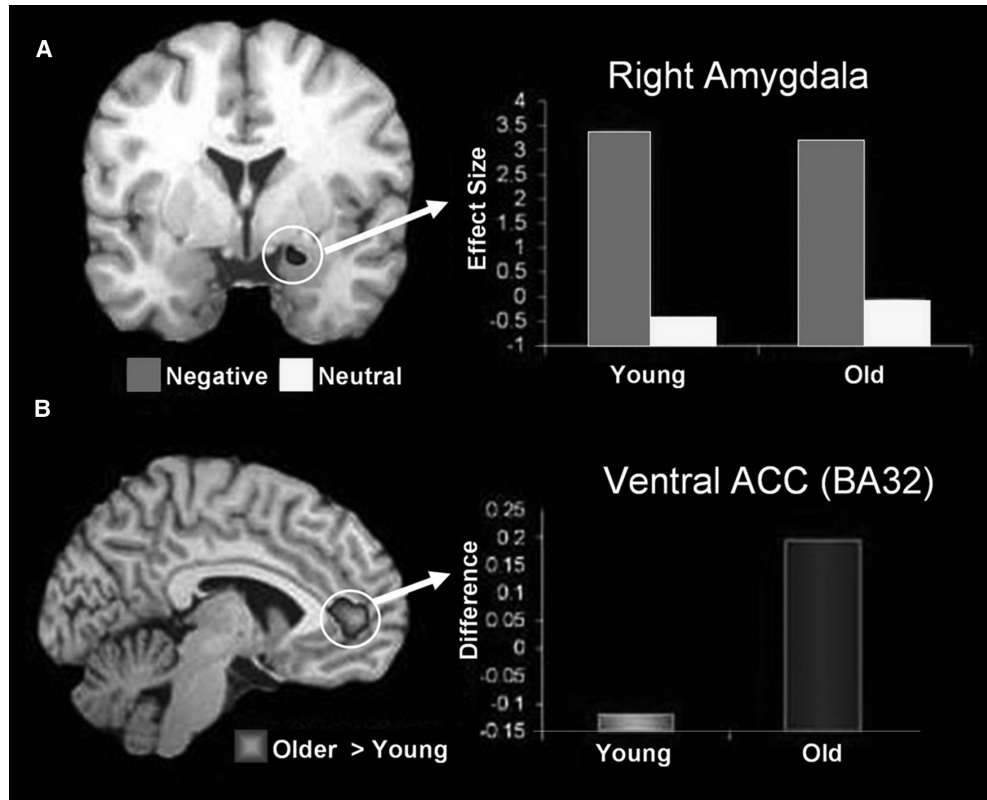 A
Right Amygdala
Effect Size
4
3.5
3
2.5
2
1.5
1
0.5
0
-0.5
-1
Young Old
Negative Neutral
B
Ventral ACC (BA32)
Difference
0.25
0.2
0.15
0.1
0.05
0
-0.05
-0.1
-0.15
Young Old
Older > Young